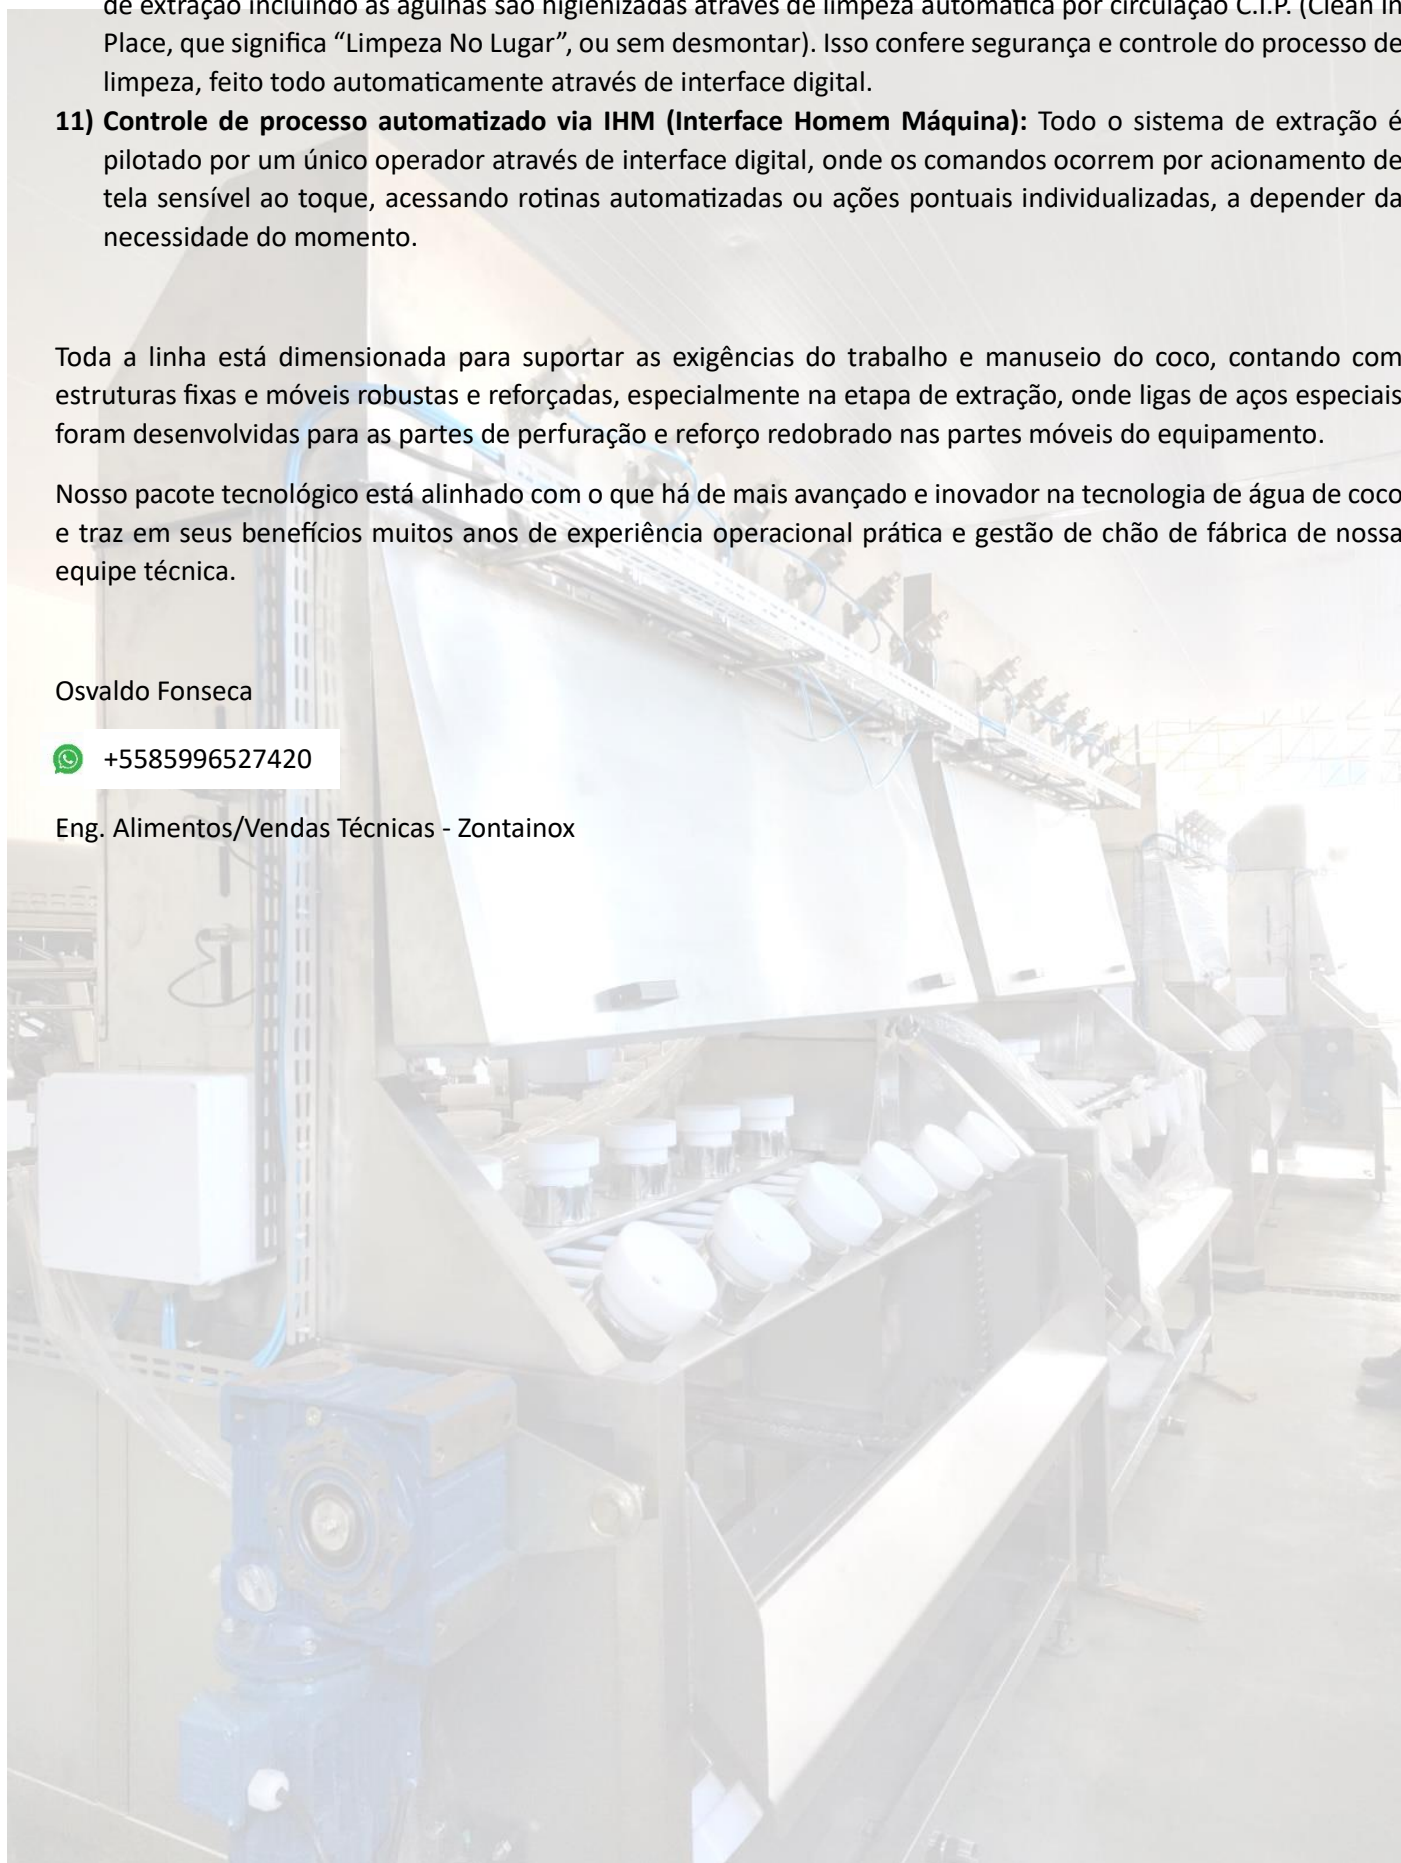 de extração incluindo as agulhas são higienizadas através de limpeza automática por circulação C.I.P. (Clean In
Place, que significa “Limpeza No Lugar”, ou sem desmontar). Isso confere segurança e controle do processo de
limpeza, feito todo automaticamente através de interface digital.
11) Controle de processo automatizado via IHM (Interface Homem Máquina): Todo o sistema de extração é
pilotado por um único operador através de interface digital, onde os comandos ocorrem por acionamento de
tela sensível ao toque, acessando rotinas automatizadas ou ações pontuais individualizadas, a depender da
necessidade do momento.
Toda a linha está dimensionada para suportar as exigências do trabalho e manuseio do coco, contando com
estruturas fixas e móveis robustas e reforçadas, especialmente na etapa de extração, onde ligas de aços especiais
foram desenvolvidas para as partes de perfuração e reforço redobrado nas partes móveis do equipamento.
Nosso pacote tecnológico está alinhado com o que há de mais avançado e inovador na tecnologia de água de coco
e traz em seus benefícios muitos anos de experiência operacional prática e gestão de chão de fábrica de nossa
equipe técnica.
Osvaldo Fonseca
+5585996527420
Eng. Alimentos/Vendas Técnicas - Zontainox